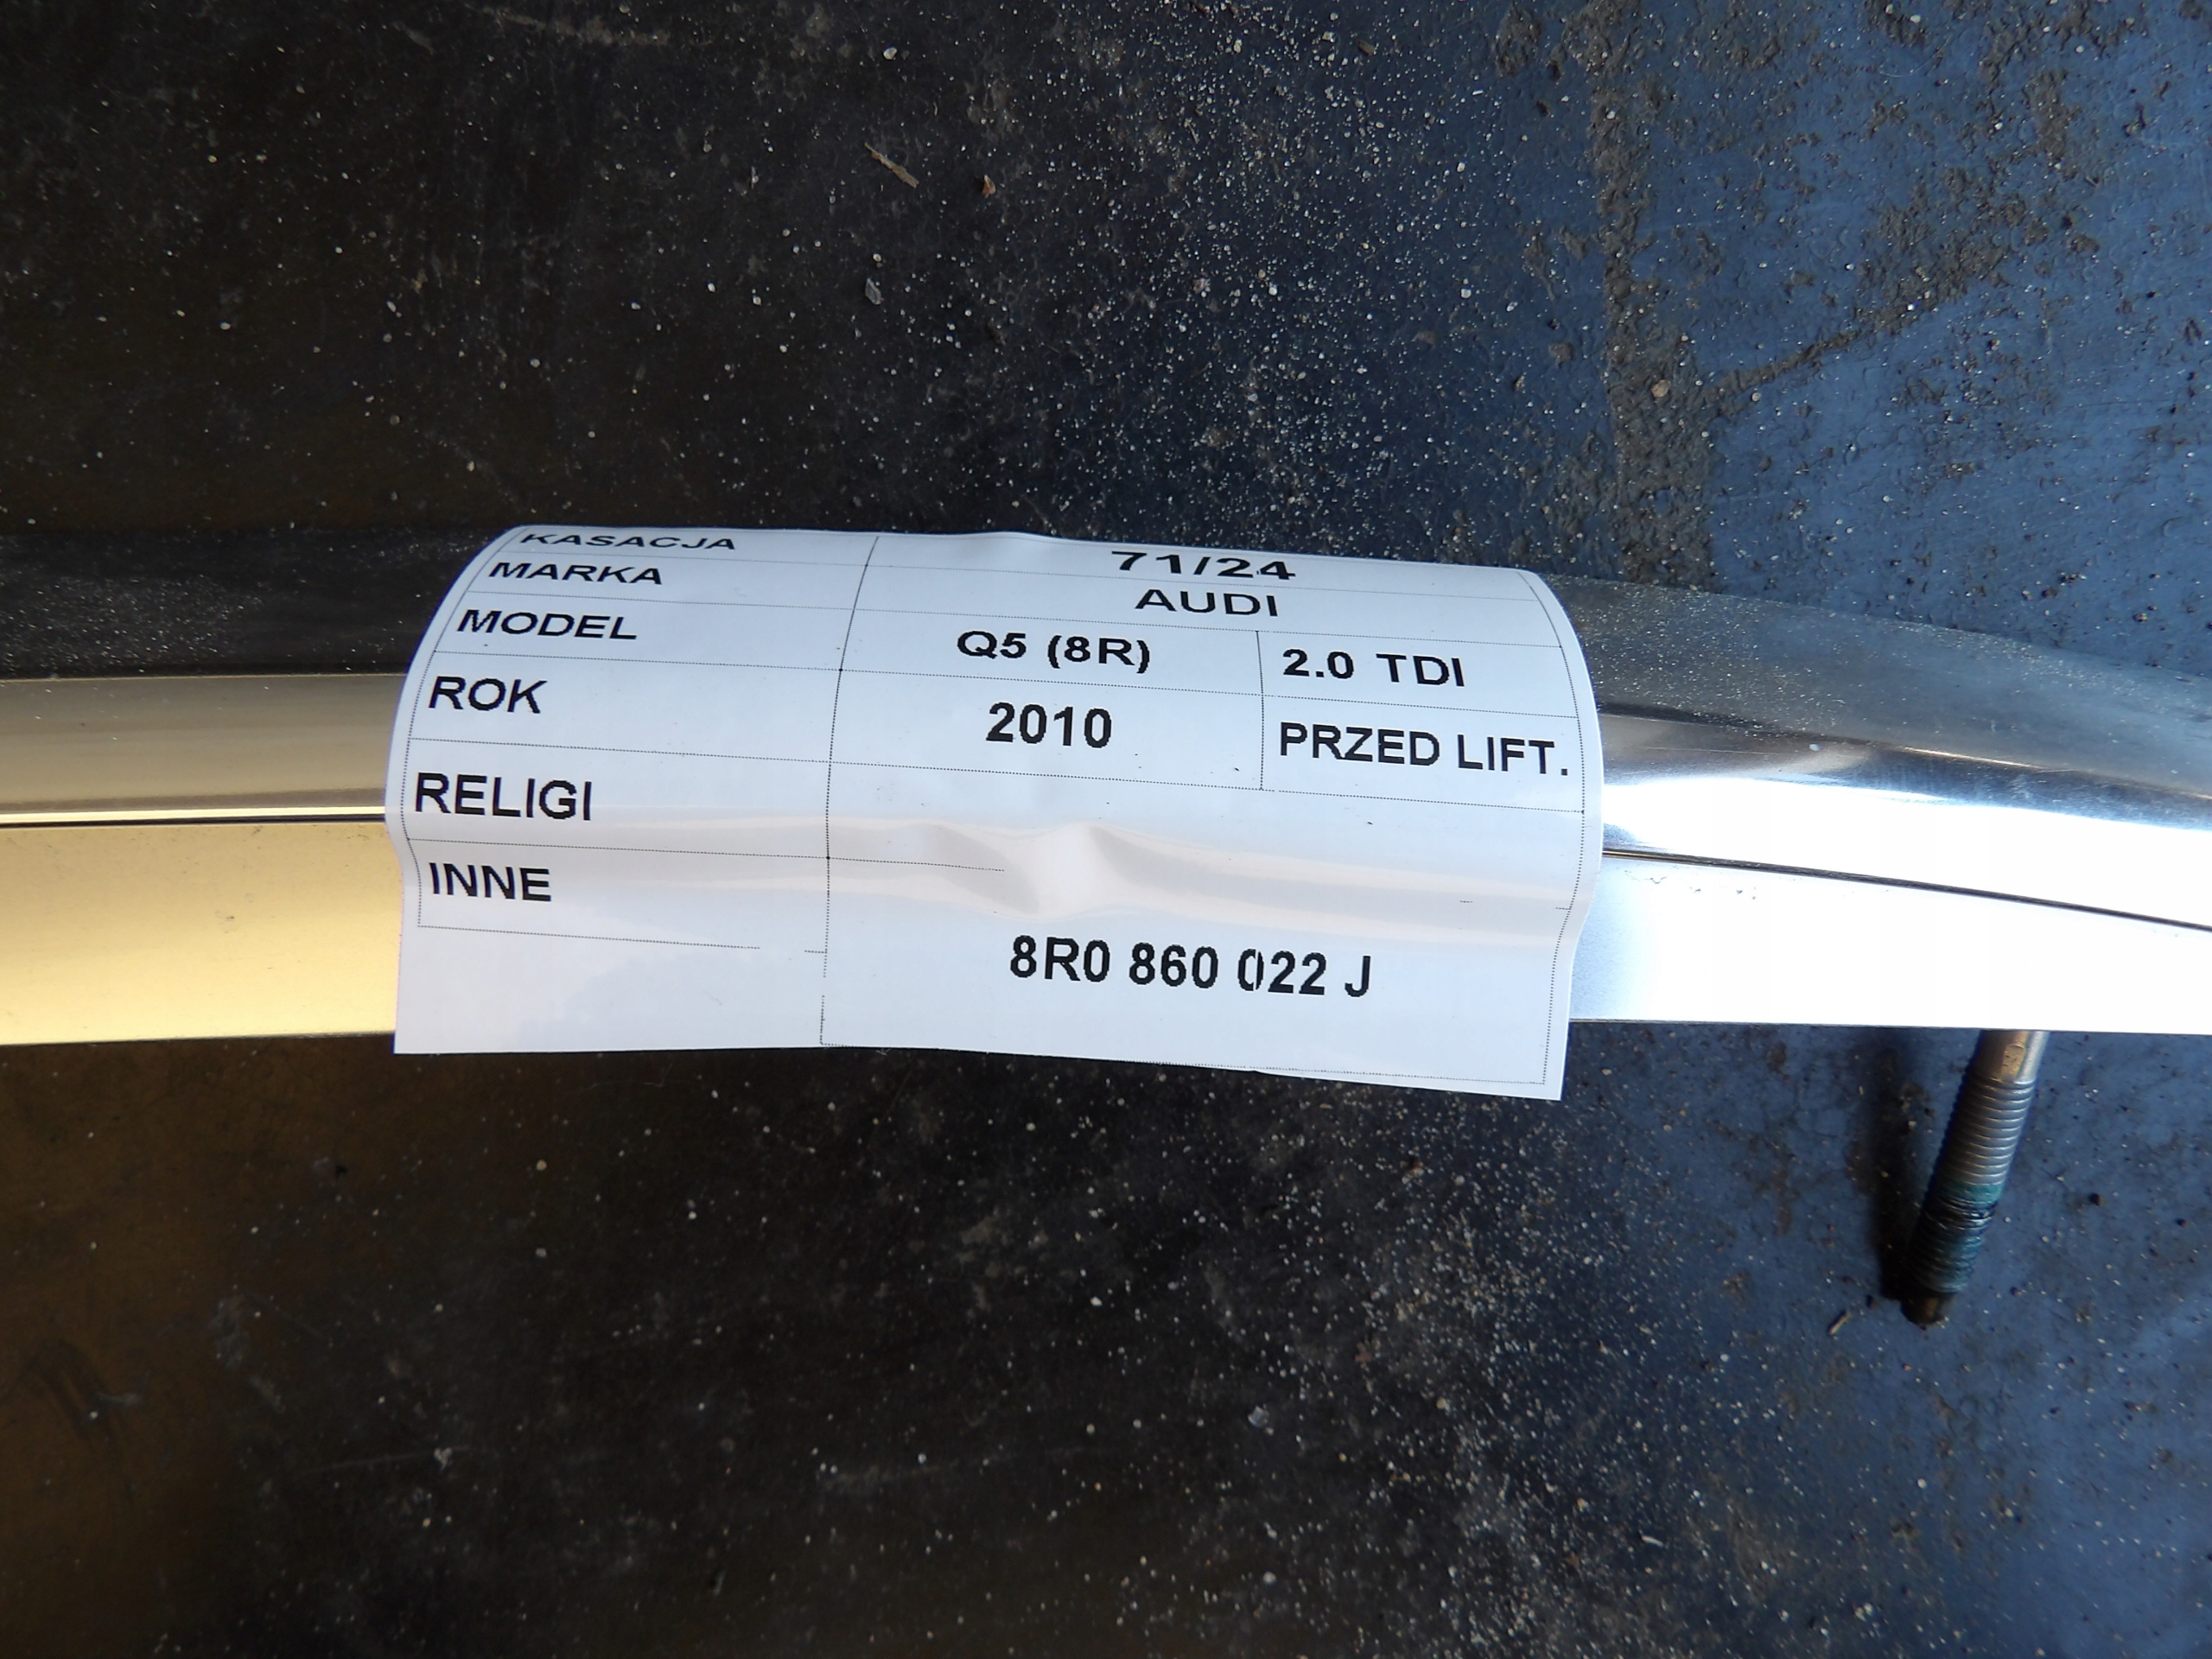 KASACJA 71/24
MARKA AUDI
MODEL Q5 (8R) 2.0 TDI
ROK 2010 PRZED LIFT.
RELIGI
INNE
8R0 860 022 J